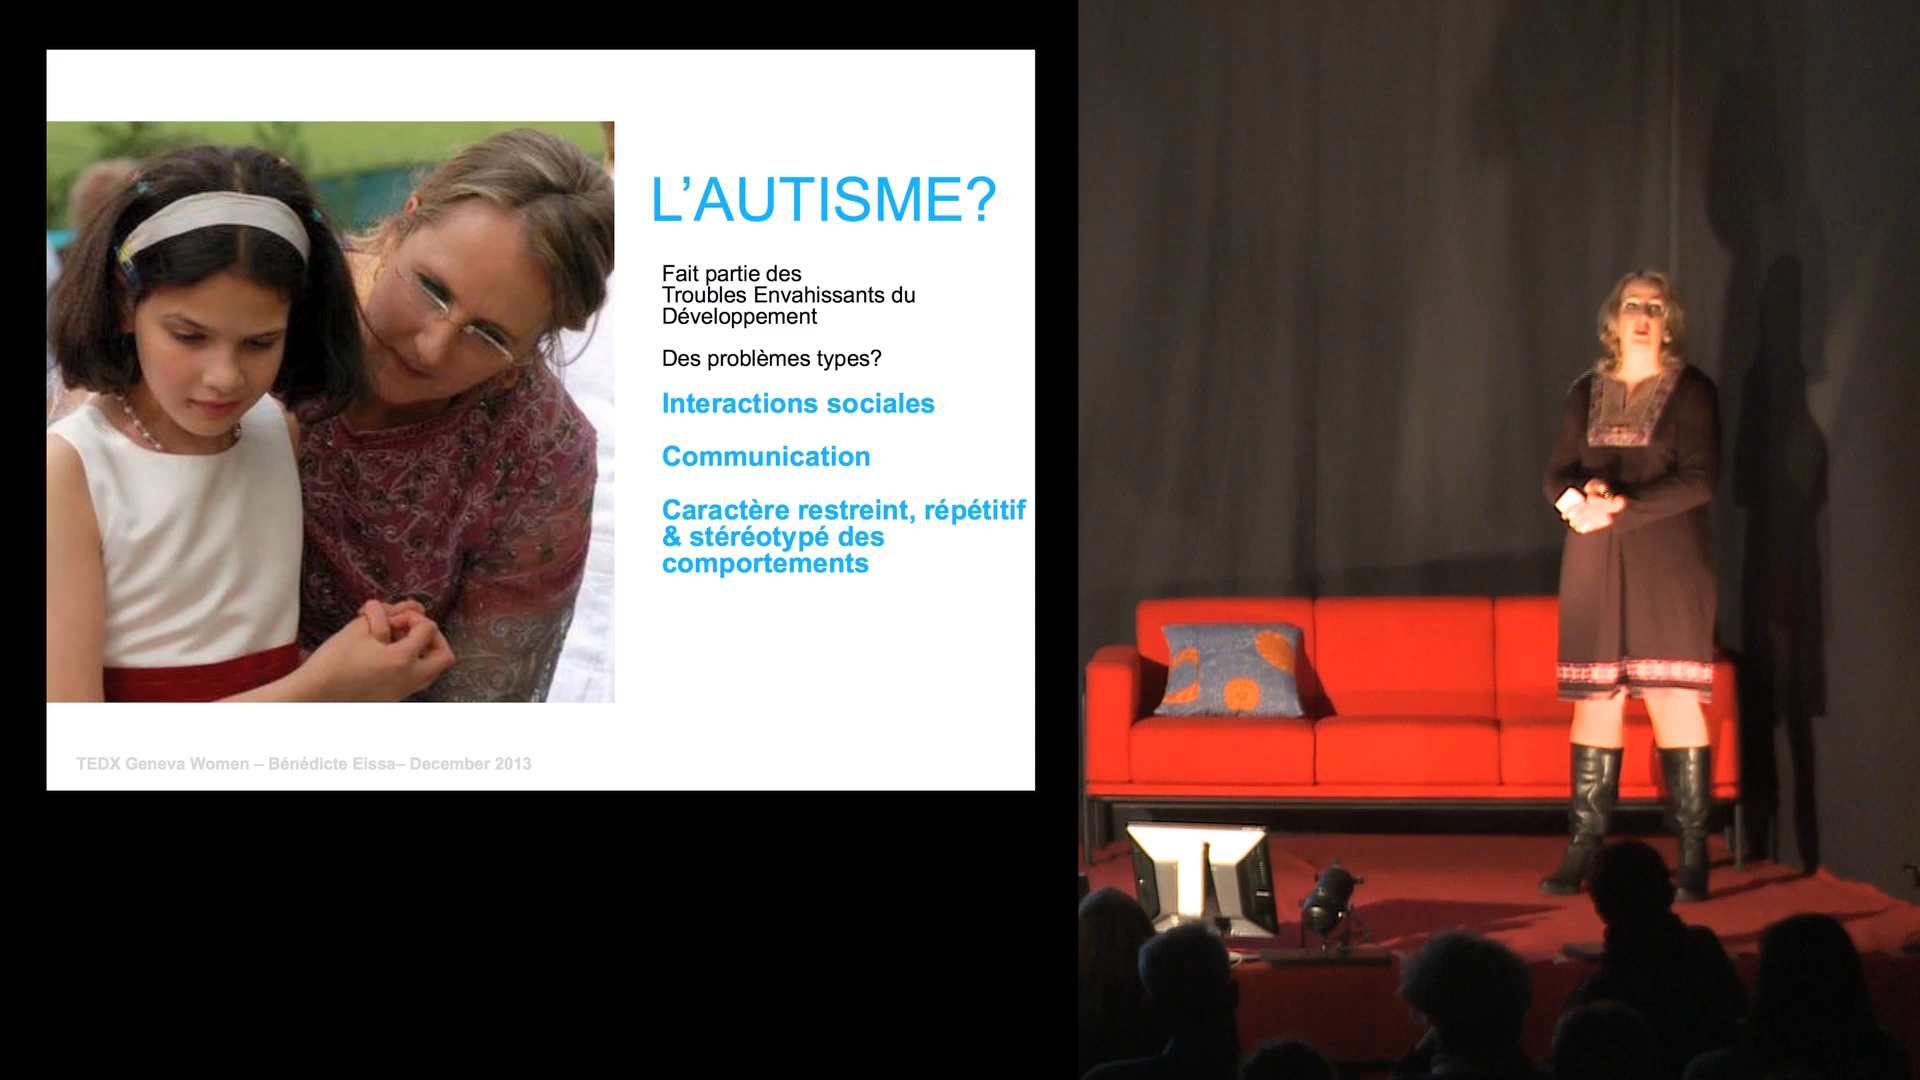 L’AUTISME?
Fait partie des
Troubles Envahissants du
Développement
Des problèmes types?
Interactions sociales
Communication
Caractère restreint, répétitif
& stéréotypé des
comportements
TEDX Geneva Women – Bénédicte Eissa– December 2013